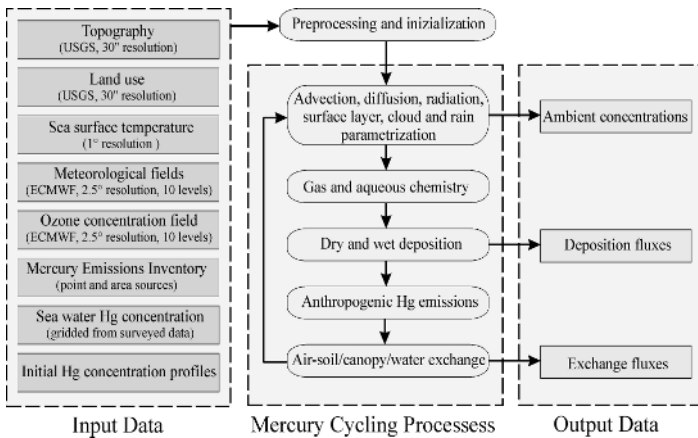 Topography
(USGS, 30" resolution)
Land use
(USGS, 30" resolution)
Sea surface temperature
(1° resolution )
Meteorological fields
(ECMWF, 2.5° resolution, 10 levels)
Ozone concentration field
(ECMWF, 2.5° resolution, 10 levels)
Mercury Emissions Inventory
(point and area sources)
Sea water Hg concentration
(gridded from surveyed data)
Initial Hg concentration profiles
Input Data
Preprocessing and inizialization
Advection, diffusion, radiation,
surface layer, cloud and rain
parametrization
Gas and aqueous chemistry
Dry and wet deposition
Anthropogenic Hg emissions
Air-soil/canopy/water exchange
Mercury Cycling Processess
Ambient concentrations
Deposition fluxes
Exchange fluxes
Output Data